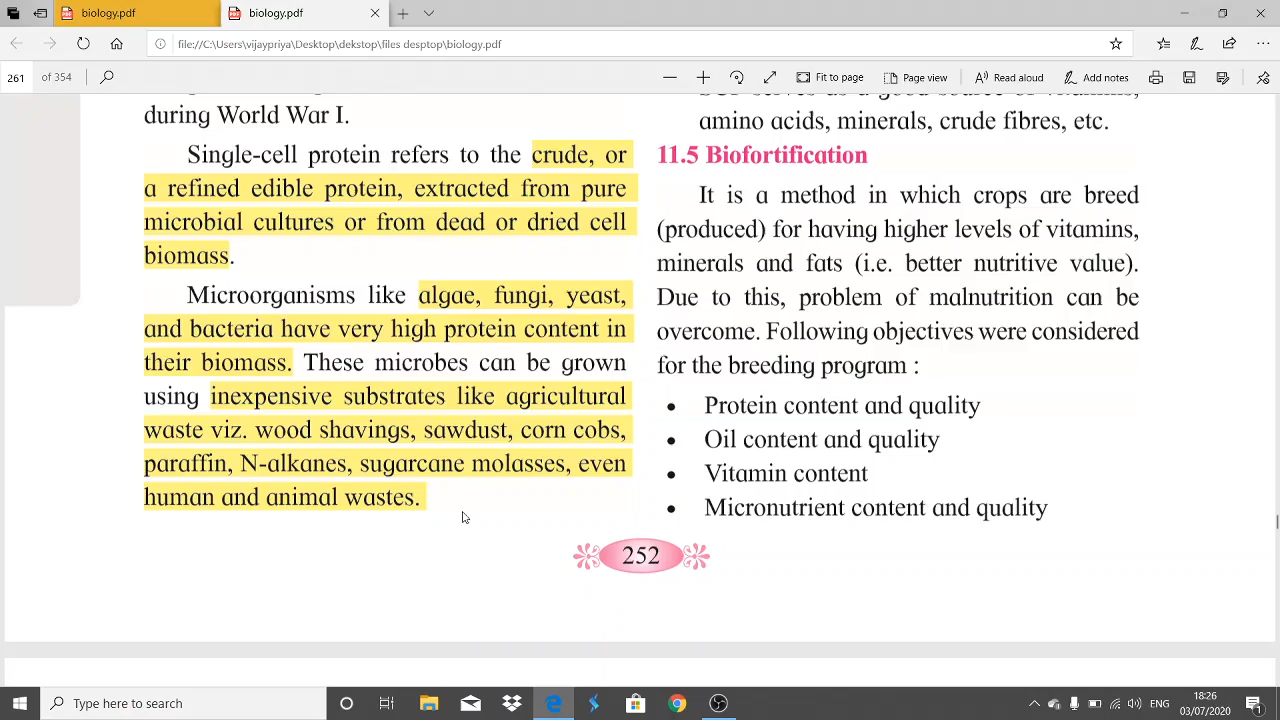 biology.pdf
biology.pdf
file://C:\Users\vijaypriya\Desktop\dekstop\files desptop\biology.pdf
261 of 354
Fit to page
Page view
Read aloud
Add notes
during World War I.
Single-cell protein refers to the crude, or
a refined edible protein, extracted from pure
microbial cultures or from dead or dried cell
biomass.
Microorganisms like algae, fungi, yeast,
and bacteria have very high protein content in
their biomass. These microbes can be grown
using inexpensive substrates like agricultural
waste viz. wood shavings, sawdust, corn cobs,
paraffin, N-alkanes, sugarcane molasses, even
human and animal wastes.
SCP serves as a good source of vitamins,
amino acids, minerals, crude fibres, etc.
11.5 Biofortification
It is a method in which crops are breed
(produced) for having higher levels of vitamins,
minerals and fats (i.e. better nutritive value).
Due to this, problem of malnutrition can be
overcome. Following objectives were considered
for the breeding program :
• Protein content and quality
• Oil content and quality
• Vitamin content
• Micronutrient content and quality
252
Type here to search
ENG
18:26
03/07/2020
1